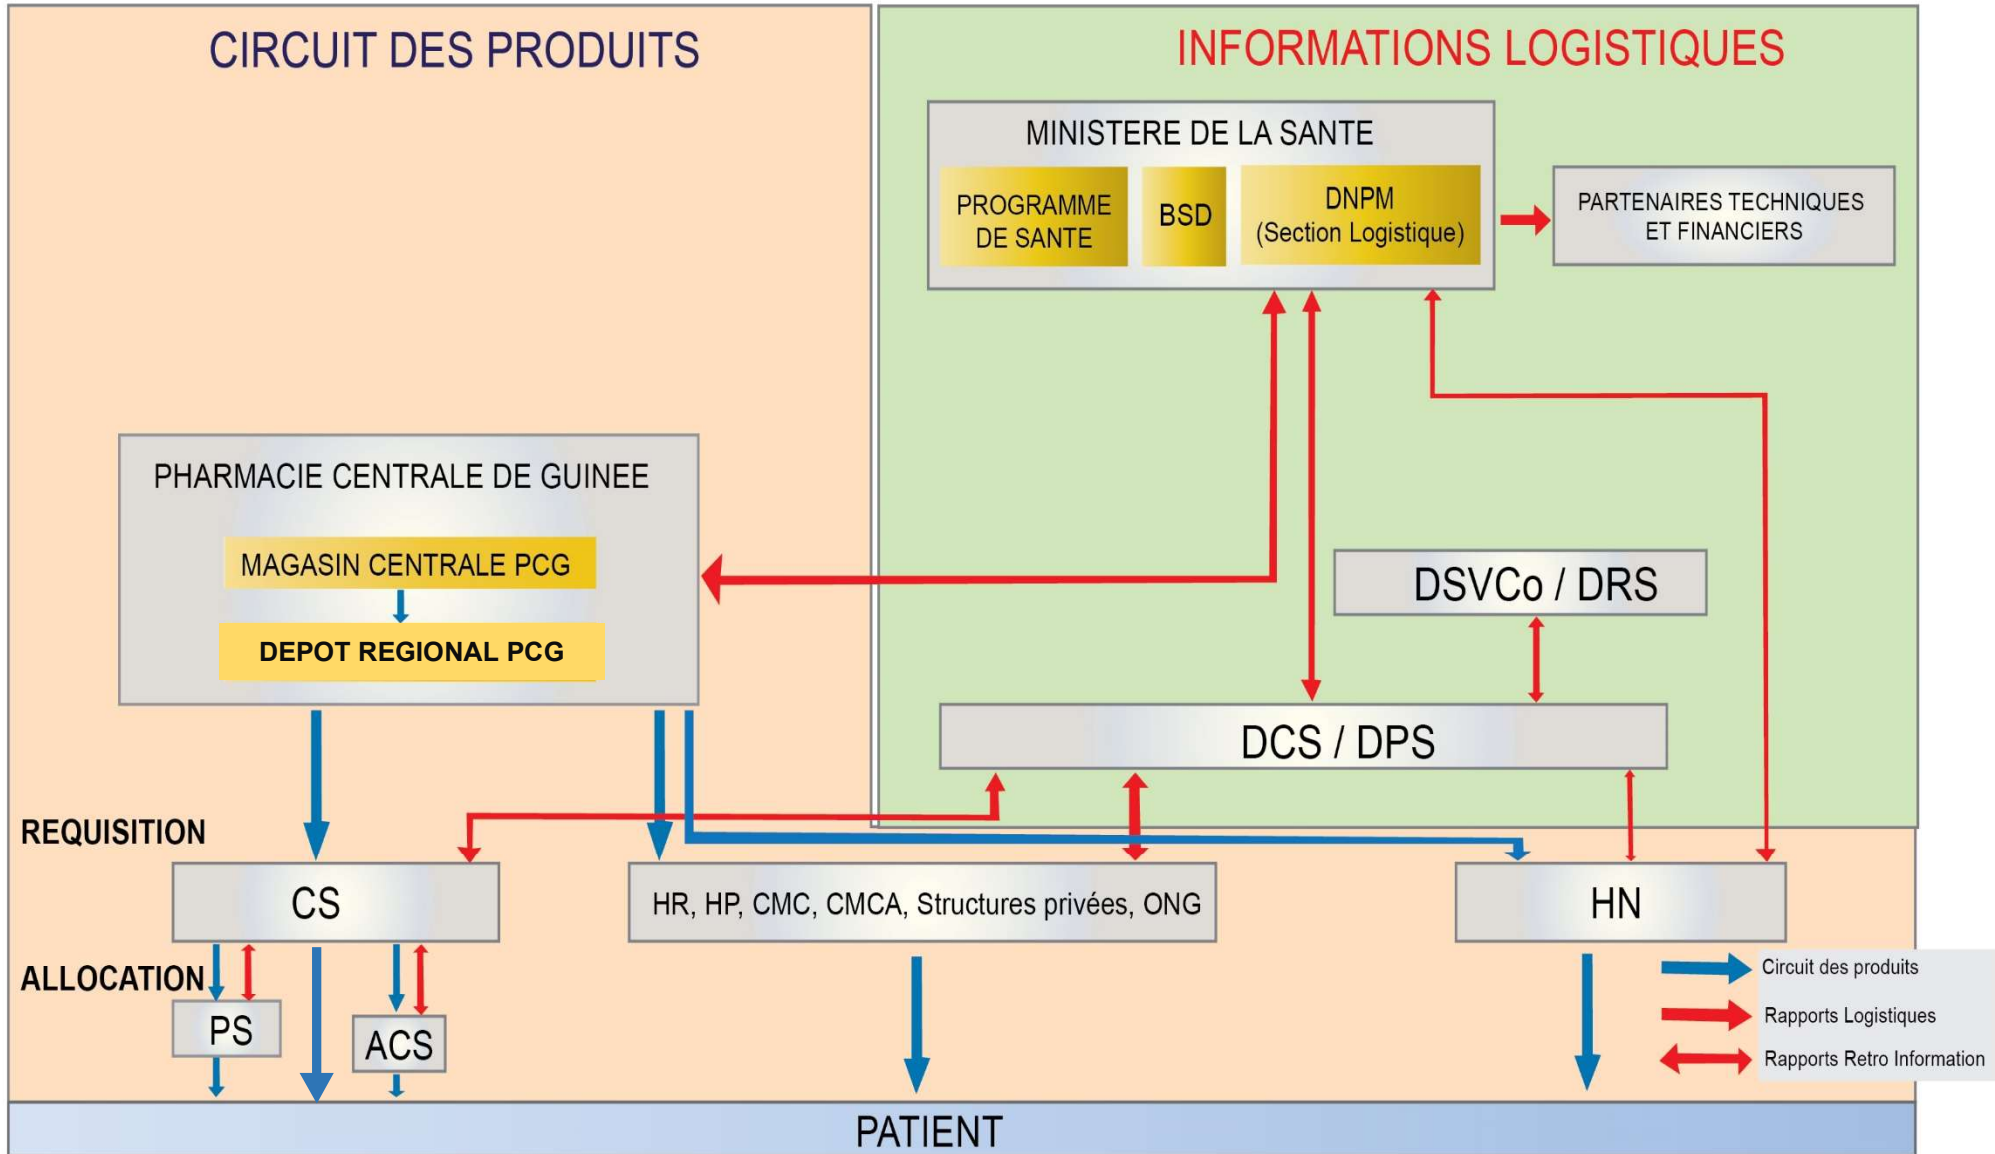 CIRCUIT DES PRODUITS
INFORMATIONS LOGISTIQUES
MINISTERE DE LA SANTE
PROGRAMME
DE SANTE
BSD
DNPM
(Section Logistique)
PARTENAIRES TECHNIQUES
ET FINANCIERS
PHARMACIE CENTRALE DE GUINEE
MAGASIN CENTRALE PCG
DEPOT REGIONAL PCG
DSVCo / DRS
DCS / DPS
REQUISITION
CS
HR, HP, CMC, CMCA, Structures privées, ONG
HN
ALLOCATION
PS
ACS
Circuit des produits
Rapports Logistiques
Rapports Retro Information
PATIENT